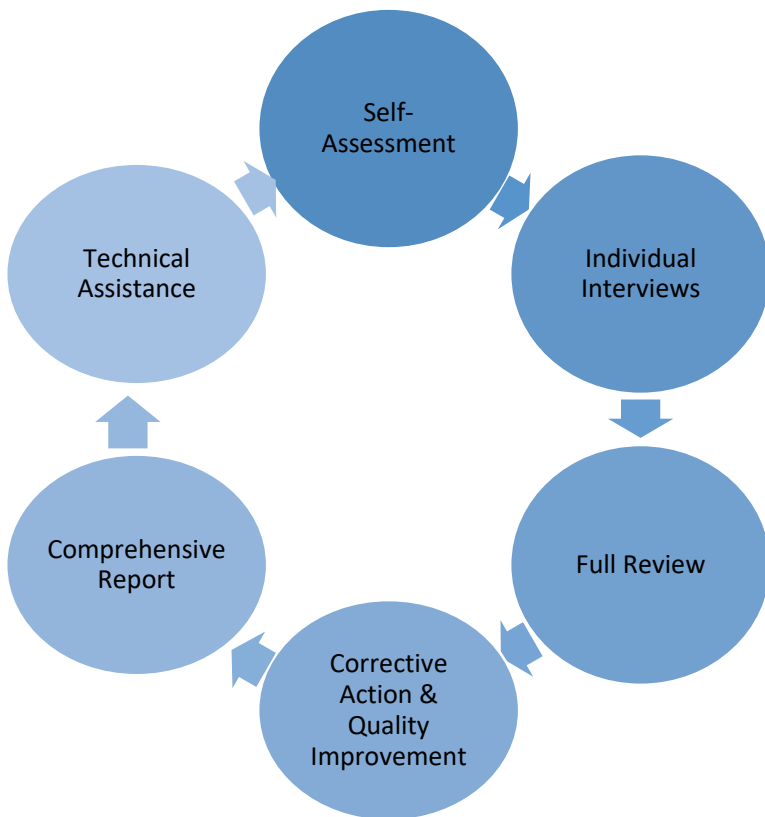 Self-
Assessment
Individual
Interviews
Full Review
Corrective
Action &
Quality
Improvement
Comprehensive
Report
Technical
Assistance